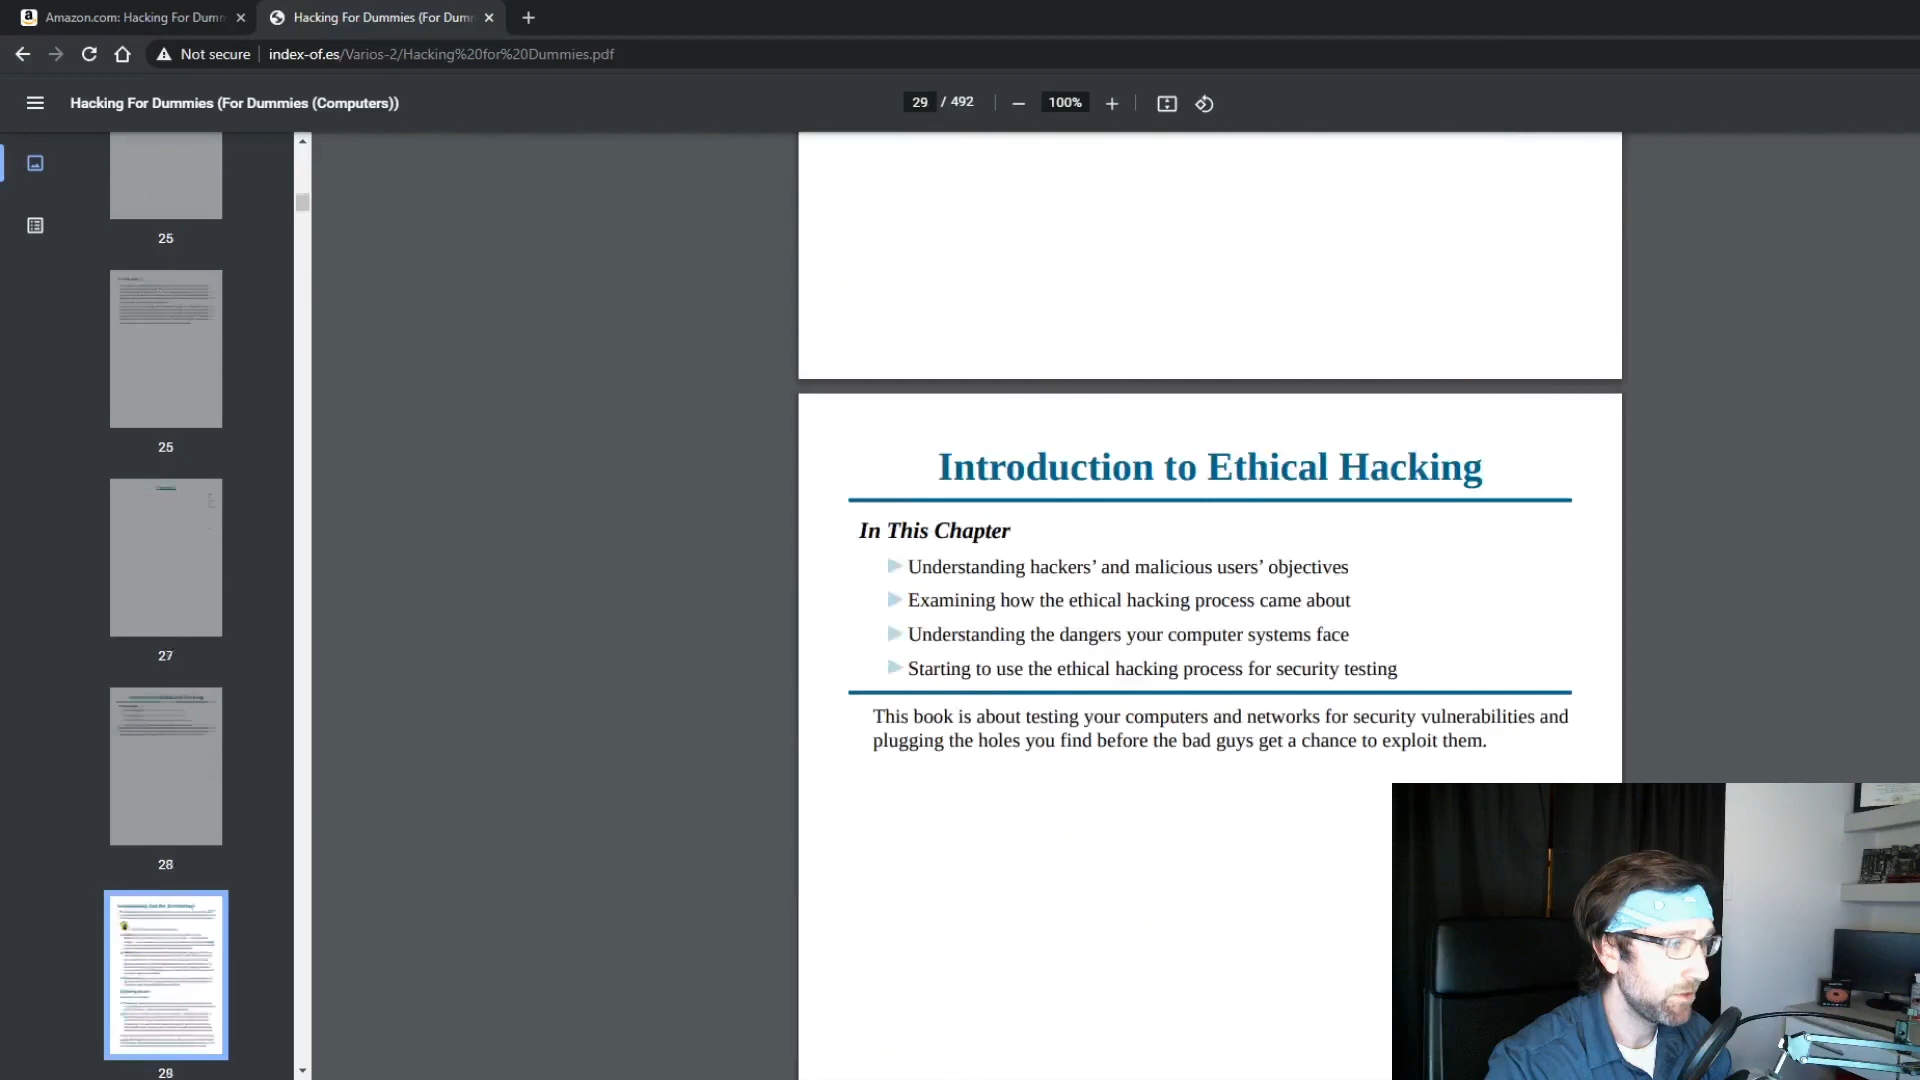 Amazon.com: Hacking For Dumm
Hacking For Dummies (For Dumm
Not secure
index-of.es/Varios-2/Hacking%20for%20Dummies.pdf
Hacking For Dummies (For Dummies (Computers))
29 / 492
100%
25
25
27
28
29
Introduction to Ethical Hacking
In This Chapter
Understanding hackers’ and malicious users’ objectives
Examining how the ethical hacking process came about
Understanding the dangers your computer systems face
Starting to use the ethical hacking process for security testing
This book is about testing your computers and networks for security vulnerabilities and
plugging the holes you find before the bad guys get a chance to exploit them.